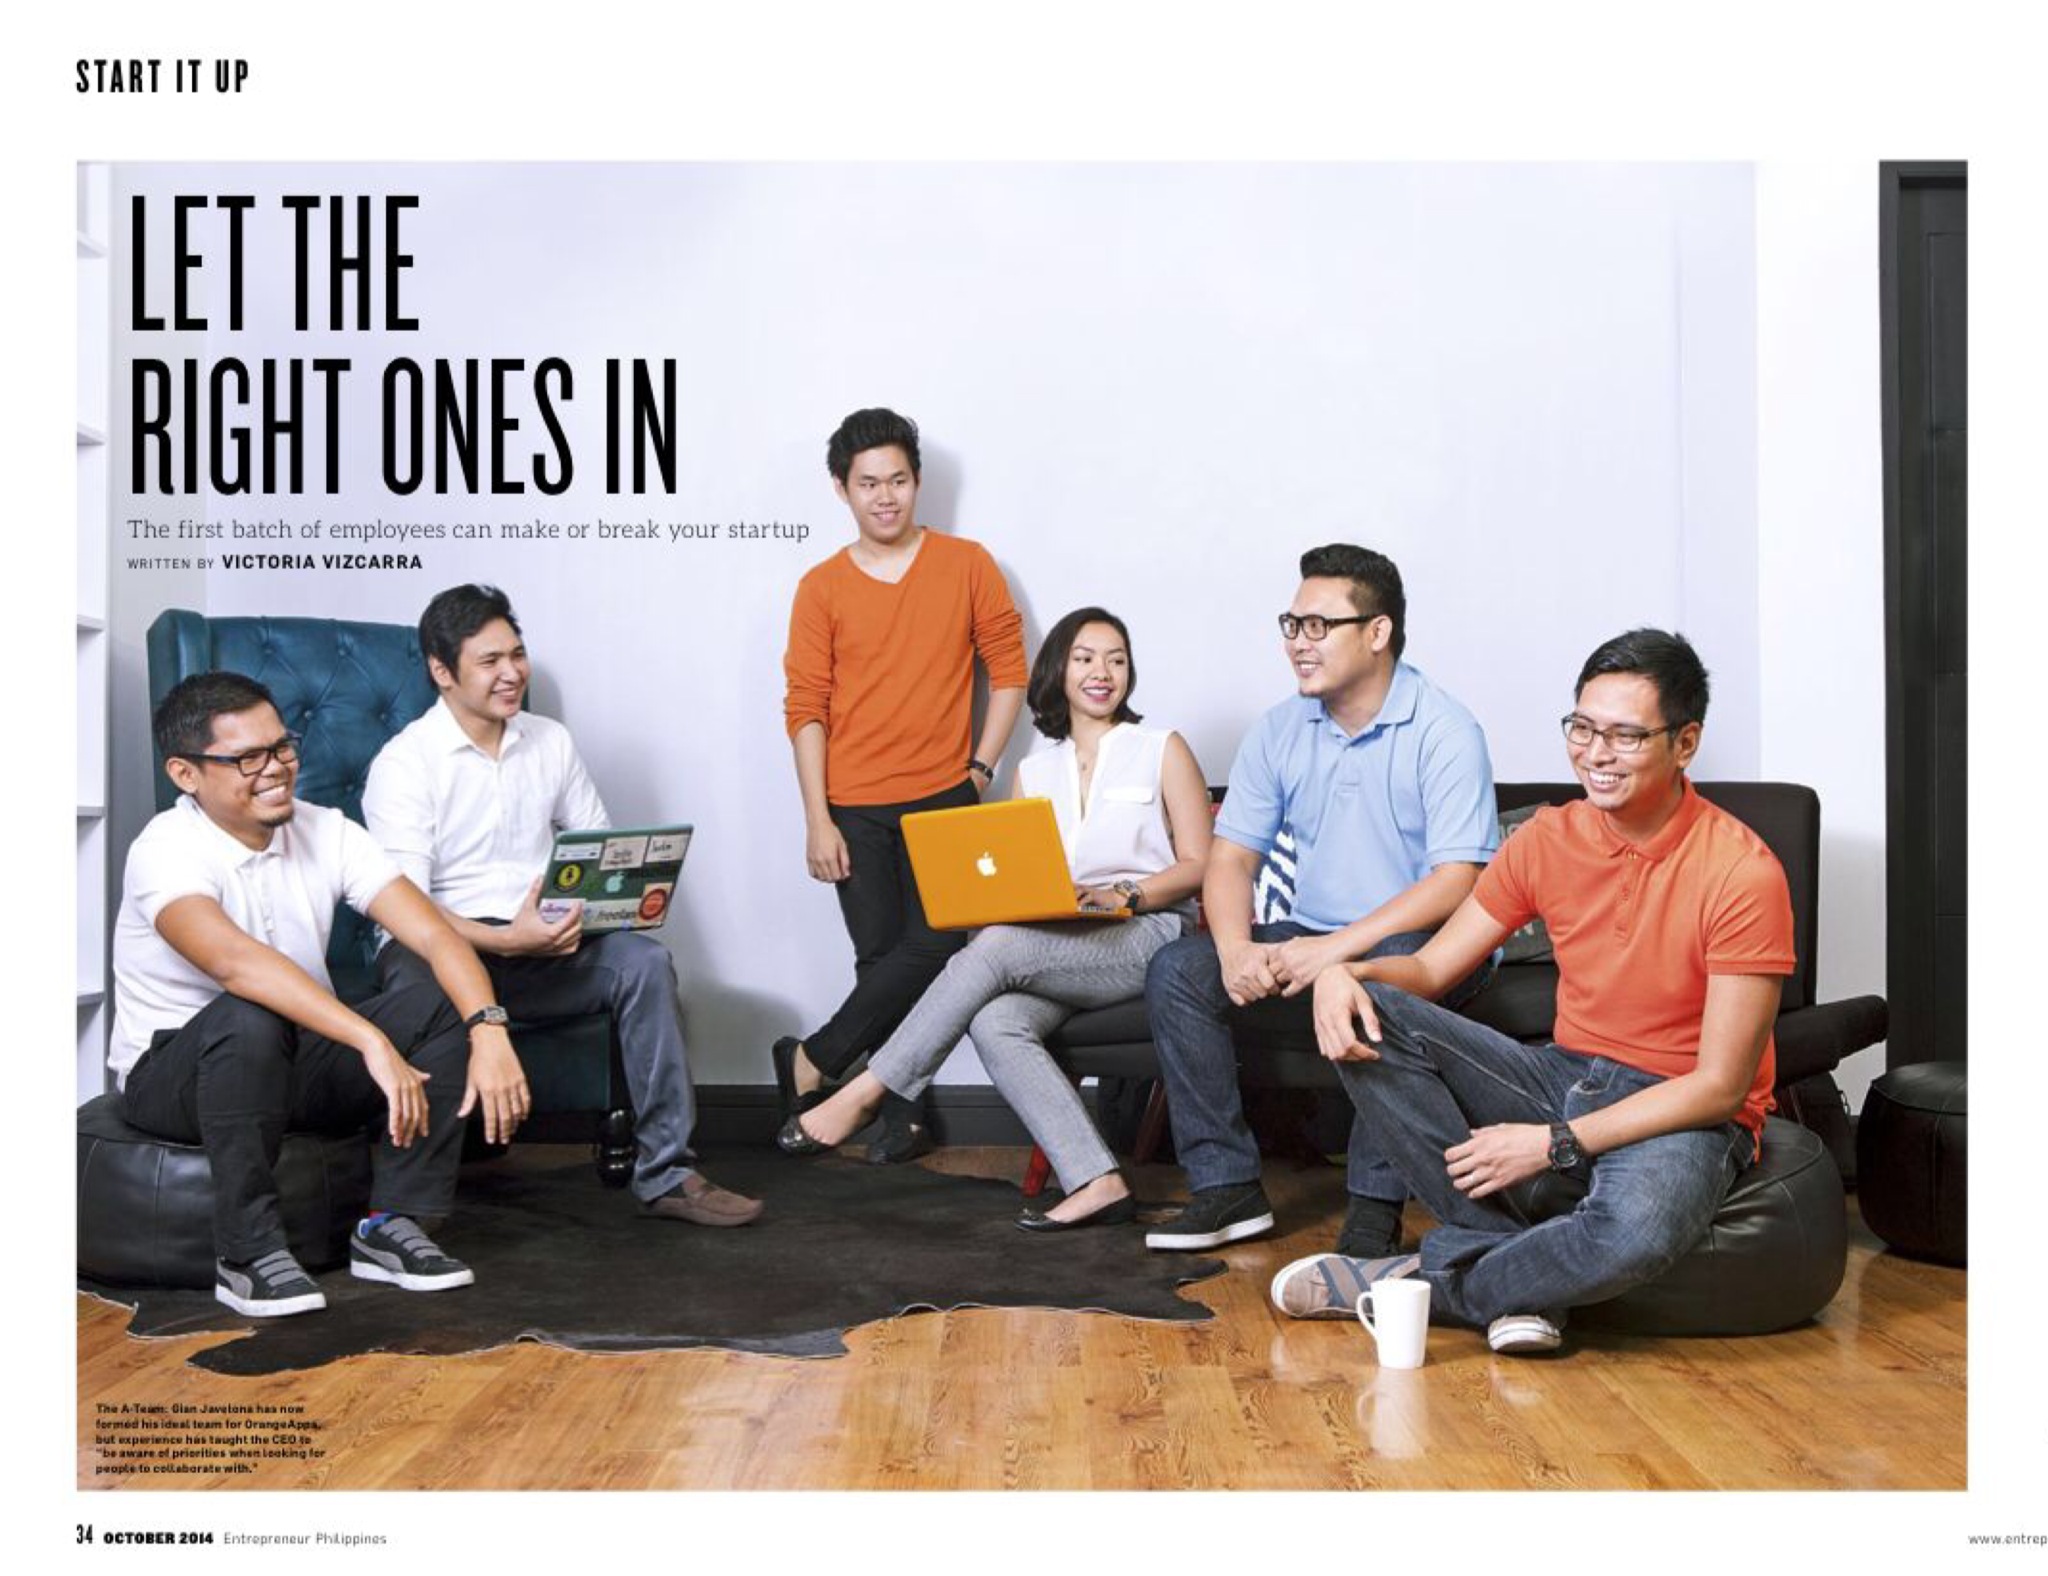 START IT UP
LET THE
RIGHT ONES IN
The first batch of employees can make or break your startup
WRITTEN BY VICTORIA VIZCARRA
The A-Team: Gian Javelona has now
formed his ideal team for OrangeApps,
but experience has taught the CEO to
"be aware of priorities when looking for
people to collaborate with."
34 OCTOBER 2014 Entrepreneur Philippines
www.entrep